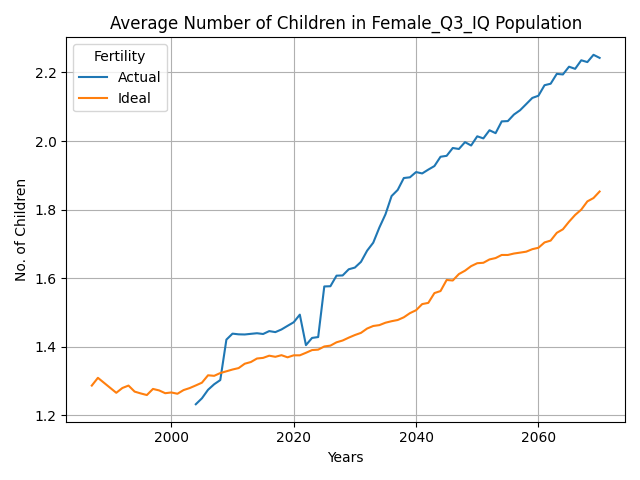 Average Number of Children in Female_Q3_IQ Population
Fertility
Actual
Ideal
No. of Children
2.2
2.0
1.8
1.6
1.4
1.2
2000
2020
2040
2060
Years